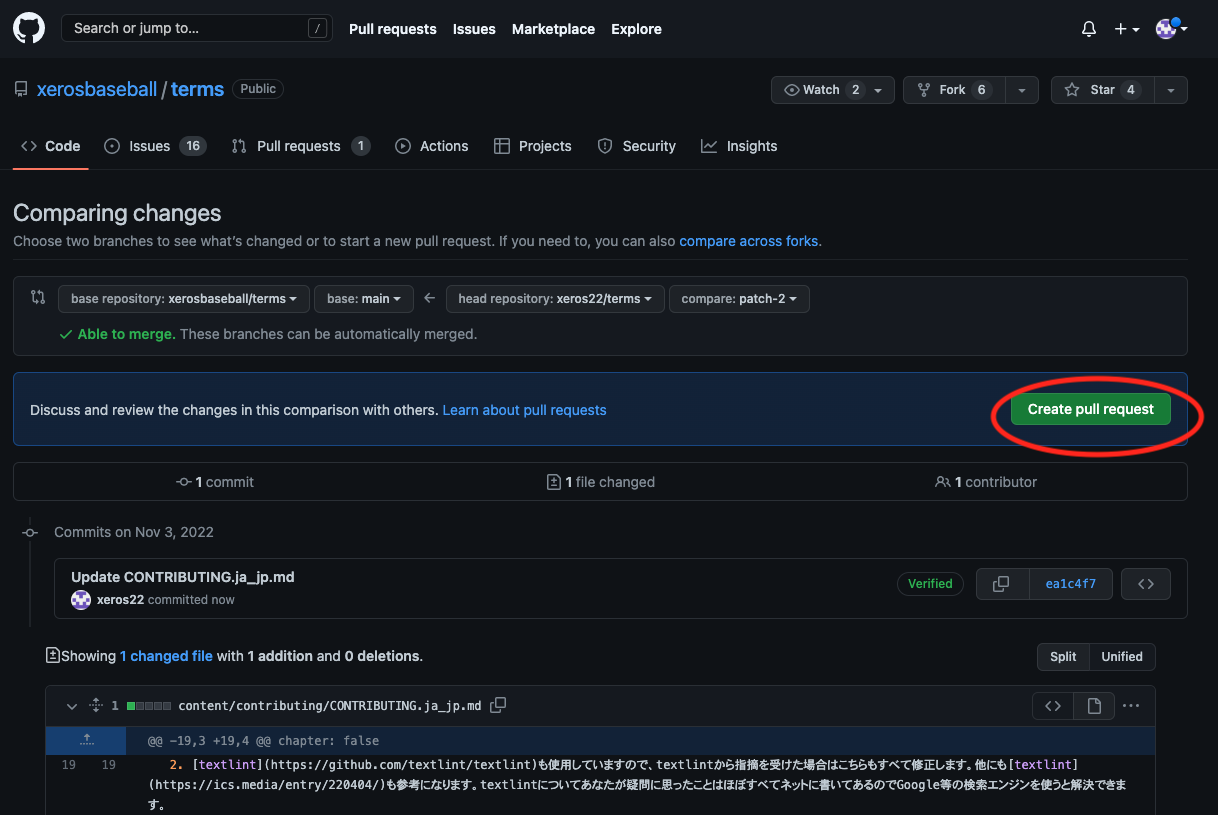 Search or jump to... /
Pull requests Issues Marketplace Explore
xerosbaseball / terms Public
Watch 2 Fork 6 Star 4
Code Issues 16 Pull requests 1 Actions Projects Security Insights
Comparing changes
Choose two branches to see what's changed or to start a new pull request. If you need to, you can also compare across forks.
base repository: xerosbaseball/terms base: main head repository: xeros22/terms compare: patch-2
Able to merge. These branches can be automatically merged.
Discuss and review the changes in this comparison with others. Learn about pull requests
Create pull request
1 commit 1 file changed 1 contributor
Commits on Nov 3, 2022
Update CONTRIBUTING.ja_jp.md
xeros22 committed now
Verified ea1c4f7
Showing 1 changed file with 1 addition and 0 deletions.
Split Unified
1 content/contributing/CONTRIBUTING.ja_jp.md
@@ -19,3 +19,4 @@ chapter: false
19 19 2. [textlint](https://github.com/textlint/textlint)も使用していますので、textlintから指摘を受けた場合はこちらもすべて修正します。他にも[textlint]
(https://ics.media/entry/220404/)も参考になります。textlintについてあなたが疑問に思ったことはほぼすべてネットに書いてあるのでGoogle等の検索エンジンを使うと解決できま
す。